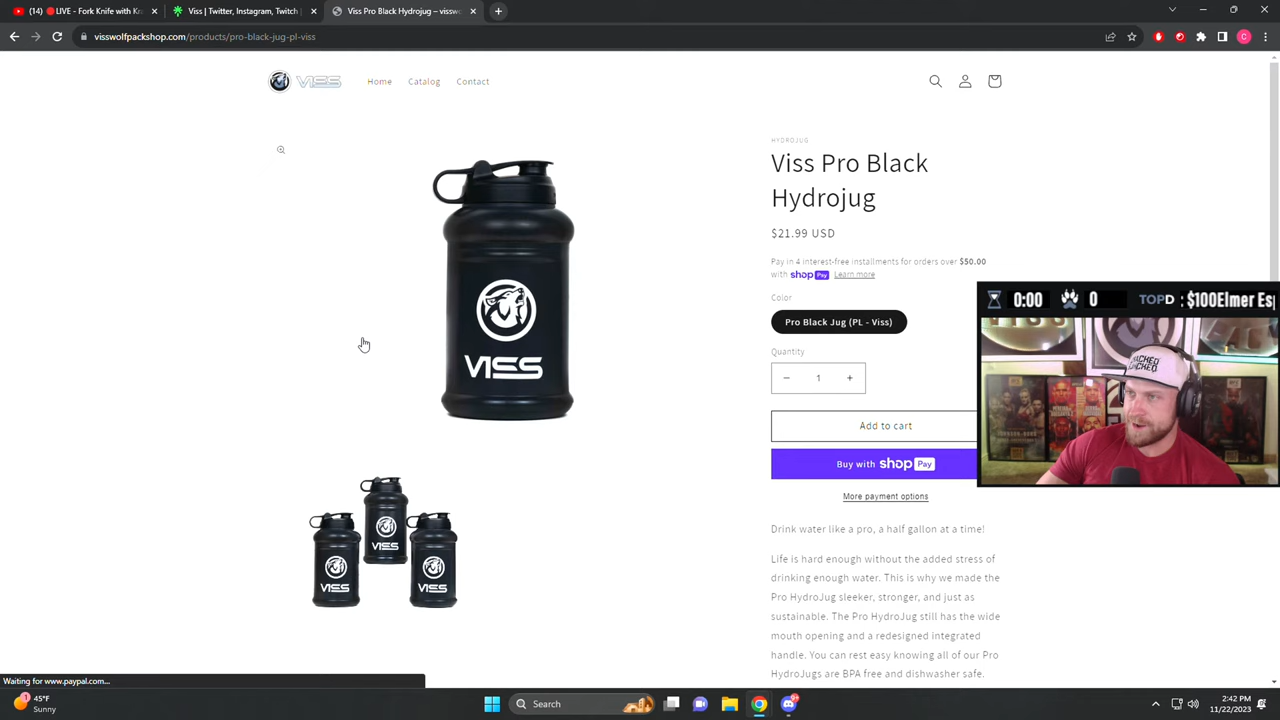 (14) 🔴LIVE - Fork Knife with Kr
Viss | Twitter, Instagram, Twitch
Viss Pro Black Hydrojug – vswolf
visswolfpackshop.com/products/pro-black-jug-pl-viss
VISS
Home
Catalog
Contact
HYDROJUG
Viss Pro Black
Hydrojug
$21.99 USD
Pay in 4 interest-free installments for orders over $50.00
with shop Pay Learn more
Color
Pro Black Jug (PL - Viss)
Quantity
1
Add to cart
Buy with shop Pay
More payment options
0:00
0
TOPD
: $100Elmer Es
VISS
VISS
VISS
VISS
Drink water like a pro, a half gallon at a time!
Life is hard enough without the added stress of
drinking enough water. This is why we made the
Pro HydroJug sleeker, stronger, and just as
sustainable. The Pro HydroJug still has the wide
mouth opening and a redesigned integrated
handle. You can rest easy knowing all of our Pro
HydroJugs are BPA free and dishwasher safe.
Waiting for www.paypal.com...
45°F
Sunny
Search
2:42 PM
11/22/2023